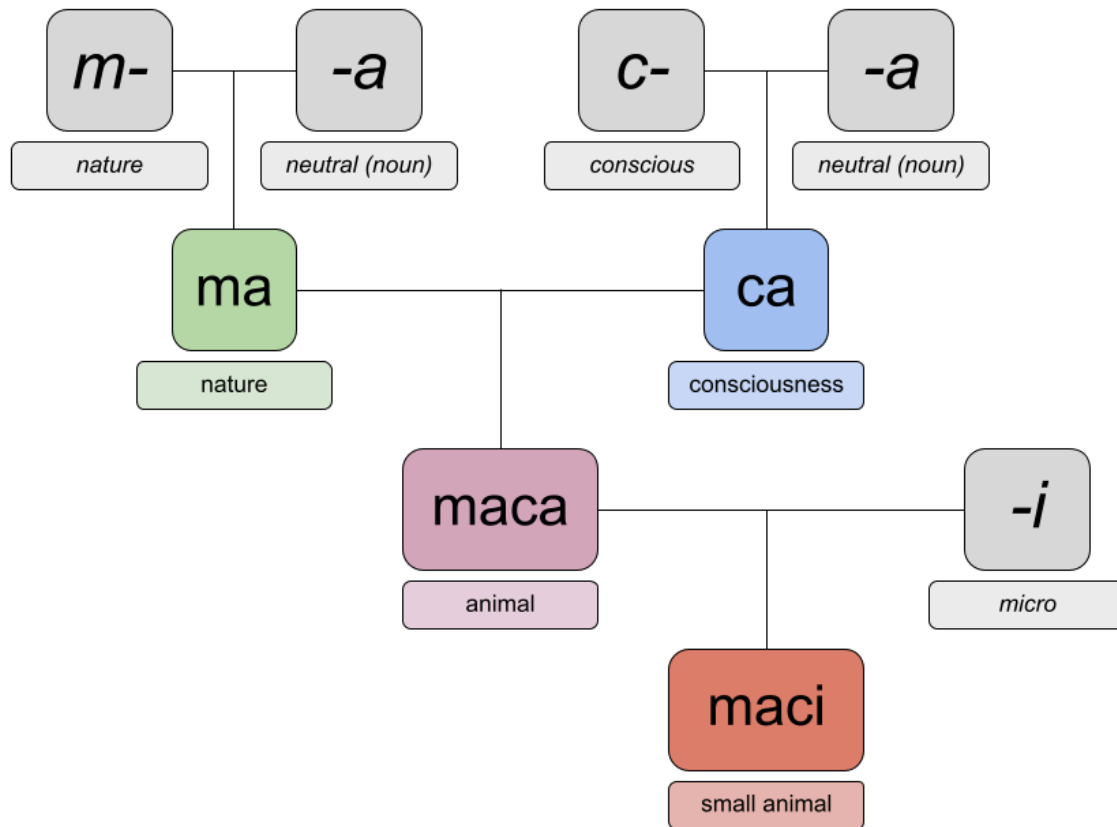 m-
-a
c-
-a
nature
neutral (noun)
conscious
neutral (noun)
ma
ca
nature
consciousness
maca
-i
animal
micro
maci
small animal